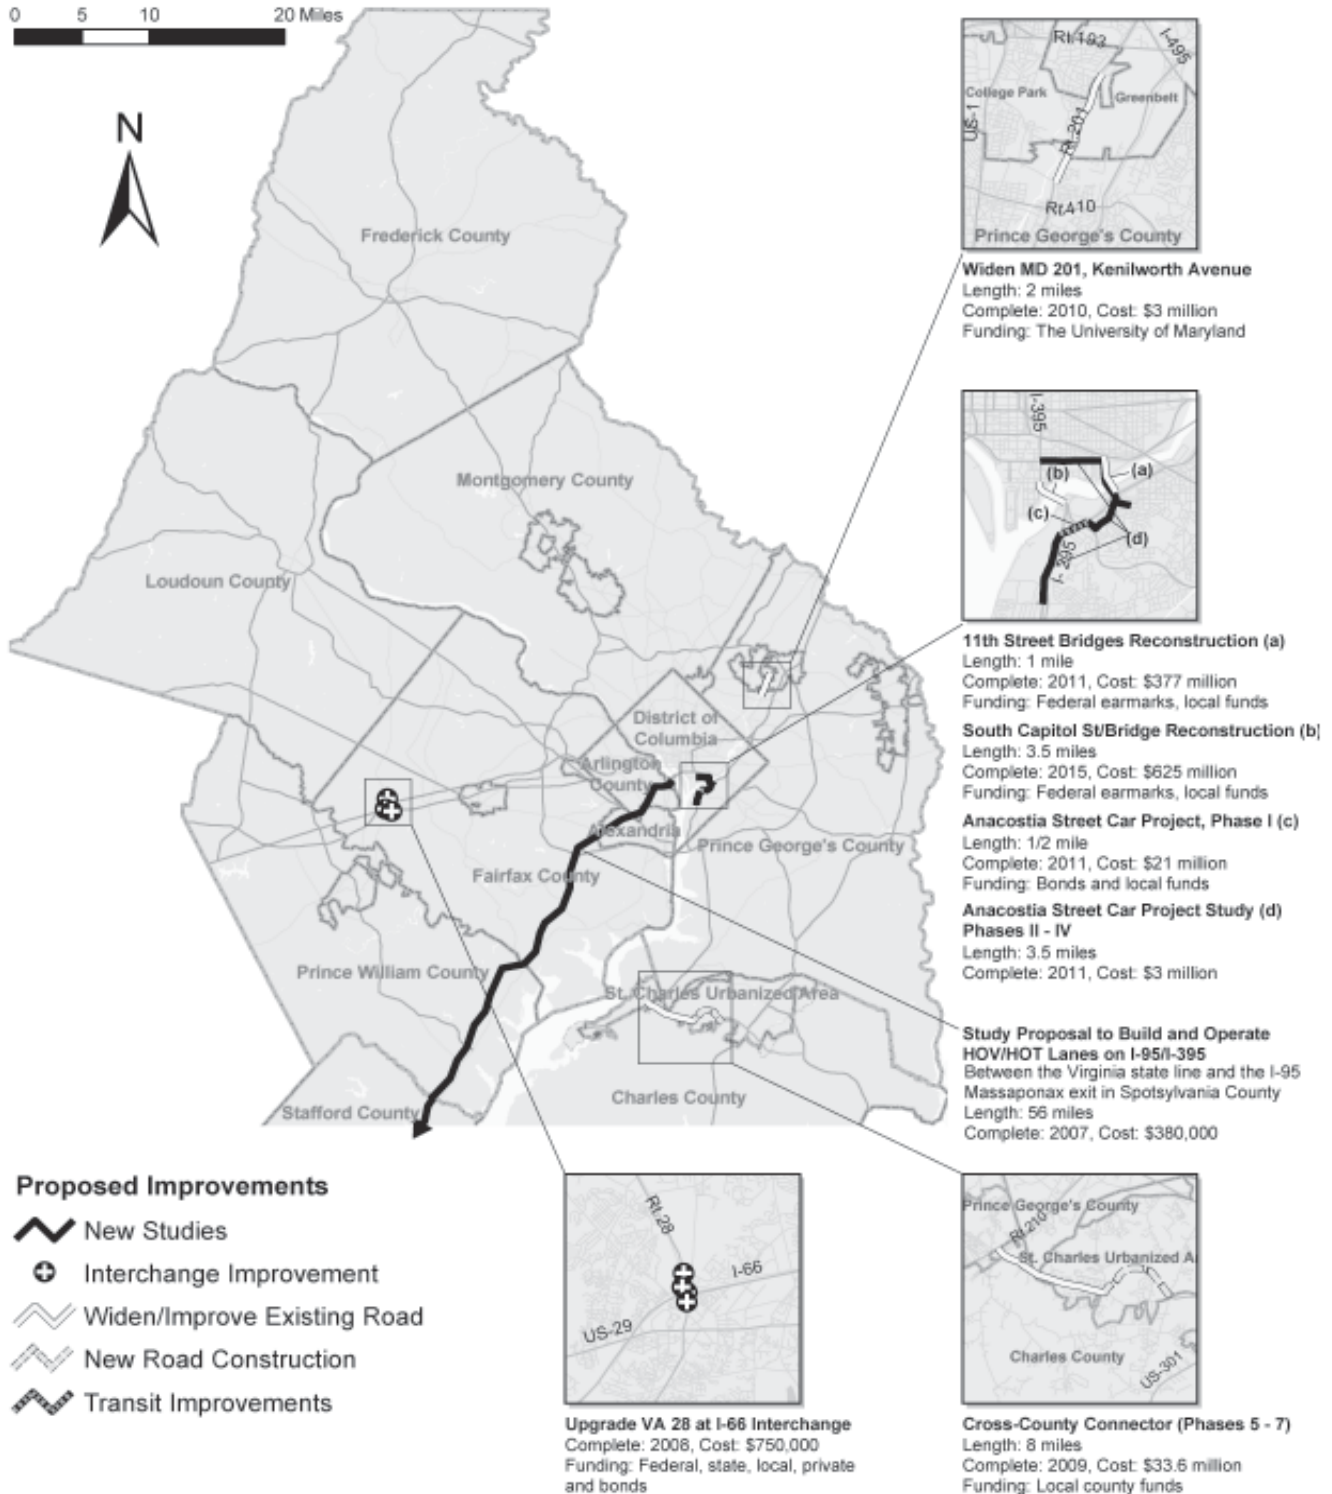 0 5 10 20 Miles
N
Frederick County
Montgomery County
Loudoun County
District of
Columbia
Arlington
County
Alexandria
Prince George's County
Fairfax County
Prince William County
St. Charles Urbanized Area
Charles County
Stafford County
Rt.193
I-495
College Park
Greenbelt
US-1
Rt.201
Rt.410
Prince George's County
Widen MD 201, Kenilworth Avenue
Length: 2 miles
Complete: 2010, Cost: $3 million
Funding: The University of Maryland
I-395
(a)
(b)
(c)
(d)
I-295
11th Street Bridges Reconstruction (a)
Length: 1 mile
Complete: 2011, Cost: $377 million
Funding: Federal earmarks, local funds
South Capitol St/Bridge Reconstruction (b)
Length: 3.5 miles
Complete: 2015, Cost: $625 million
Funding: Federal earmarks, local funds
Anacostia Street Car Project, Phase I (c)
Length: 1/2 mile
Complete: 2011, Cost: $21 million
Funding: Bonds and local funds
Anacostia Street Car Project Study (d)
Phases II - IV
Length: 3.5 miles
Complete: 2011, Cost: $3 million
Study Proposal to Build and Operate
HOV/HOT Lanes on I-95/I-395
Between the Virginia state line and the I-95
Massaponax exit in Spotsylvania County
Length: 56 miles
Complete: 2007, Cost: $380,000
Proposed Improvements
New Studies
Interchange Improvement
Widen/Improve Existing Road
New Road Construction
Transit Improvements
Rt.28
I-66
US-29
Upgrade VA 28 at I-66 Interchange
Complete: 2008, Cost: $750,000
Funding: Federal, state, local, private
and bonds
Prince George's County
Rt.210
St. Charles Urbanized A
Charles County
US-301
Cross-County Connector (Phases 5 - 7)
Length: 8 miles
Complete: 2009, Cost: $33.6 million
Funding: Local county funds